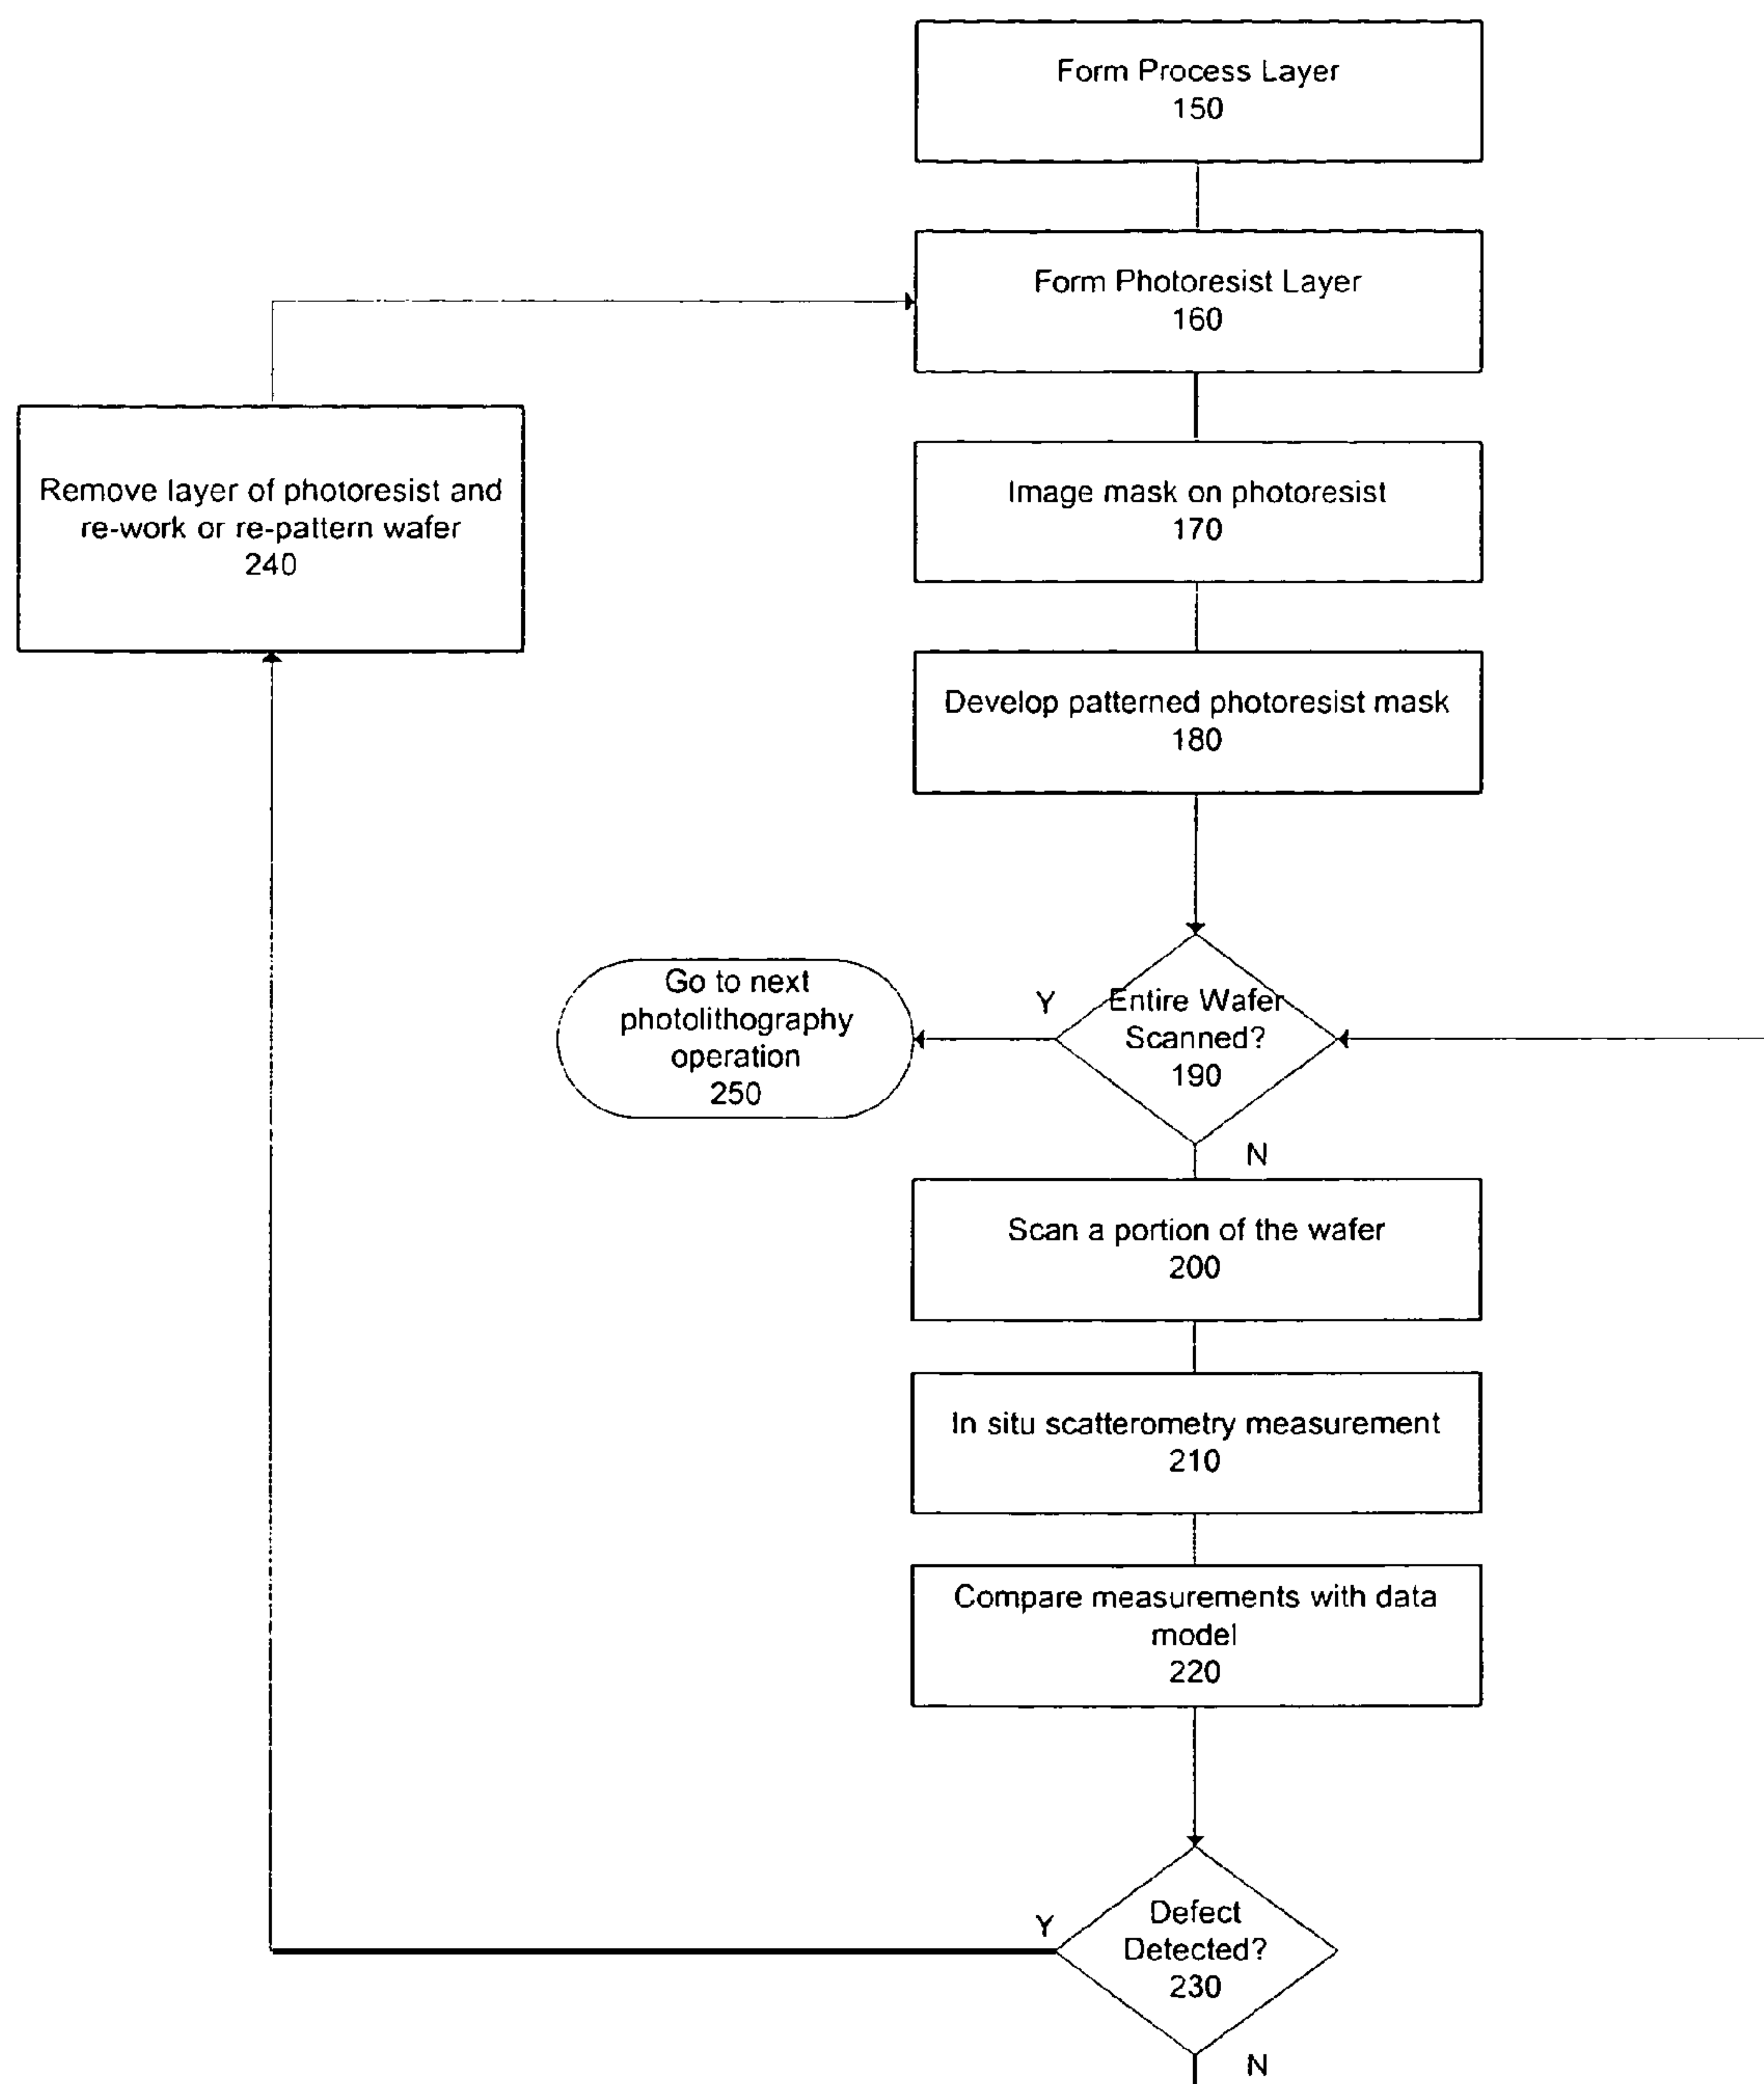 Form Process Layer
150
Form Photoresist Layer
160
Remove layer of photoresist and
re-work or re-pattern wafer
240
Image mask on photoresist
170
Develop patterned photoresist mask
180
Go to next
photolithography
operation
250
Y
Entire Wafer
Scanned?
190
N
Scan a portion of the wafer
200
In situ scatterometry measurement
210
Compare measurements with data
model
220
Y
Defect
Detected?
230
N